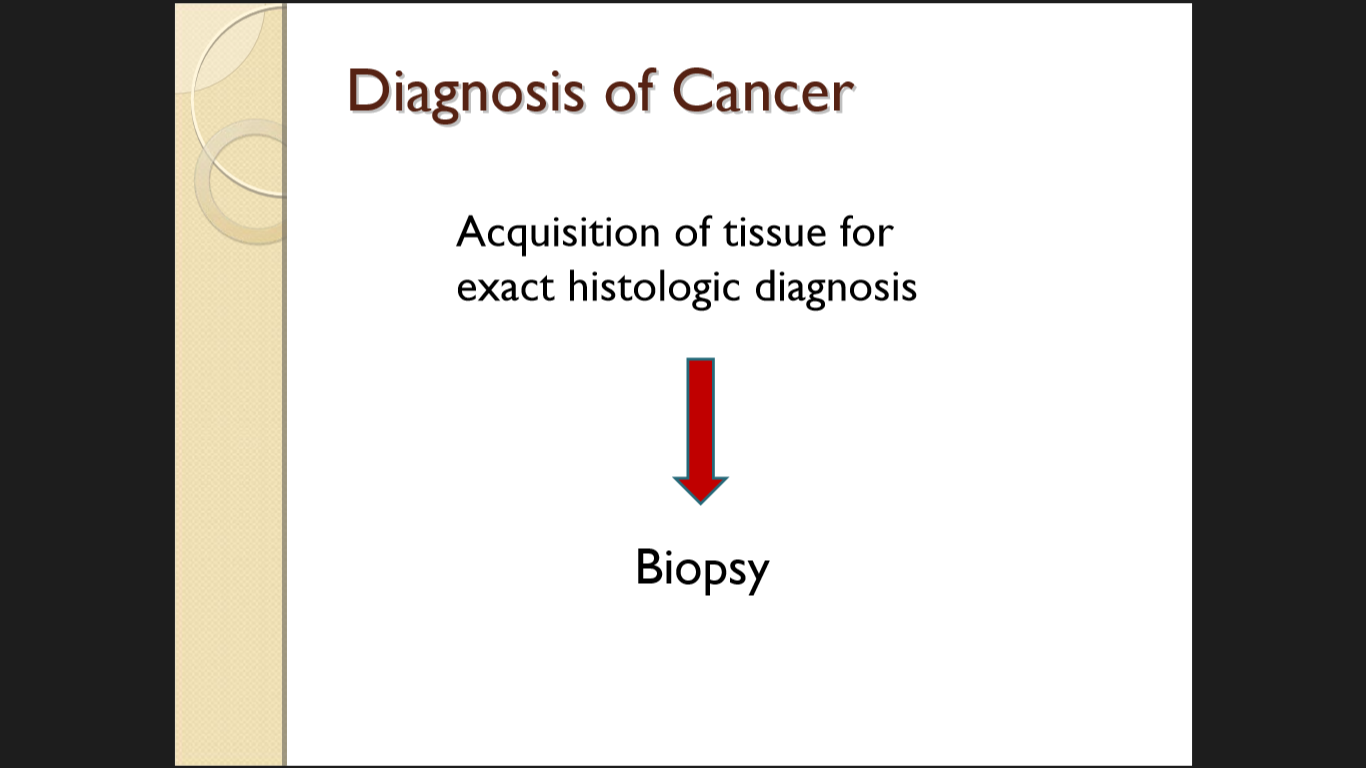 Diagnosis of Cancer
Acquisition of tissue for
exact histologic diagnosis
Biopsy